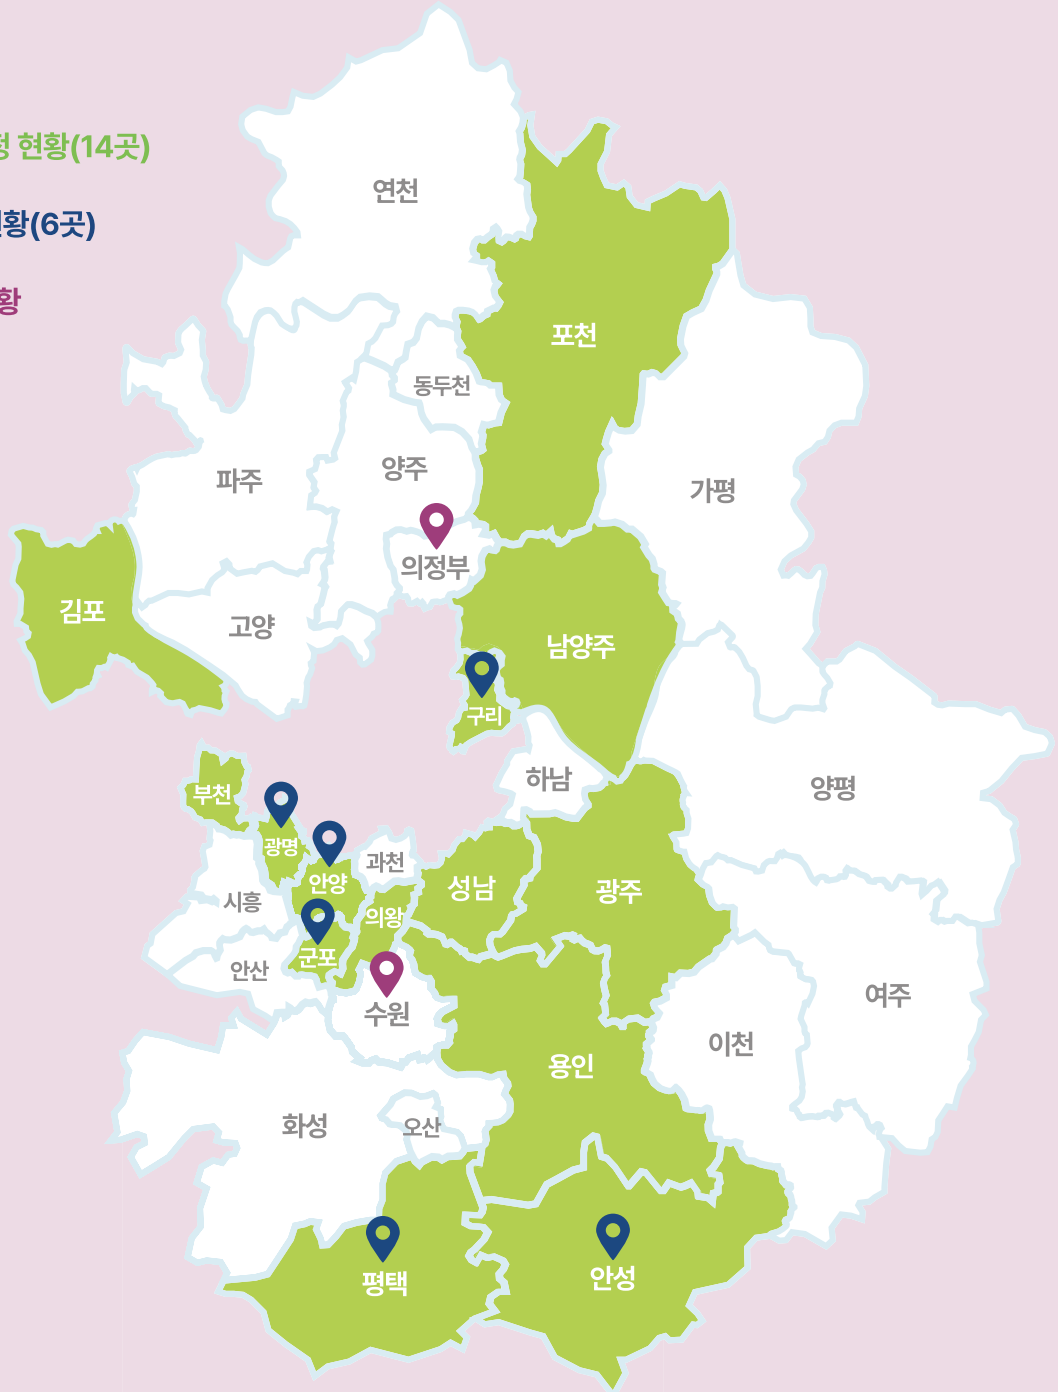 현황(14곳)
황(6곳)
황
연천
포천
동두천
양주
파주
가평
의정부
김포
고양
남양주
구리
하남
양평
부천
광명
과천
안양
성남
광주
시흥
의왕
군포
안산
여주
수원
이천
용인
화성
오산
평택
안성